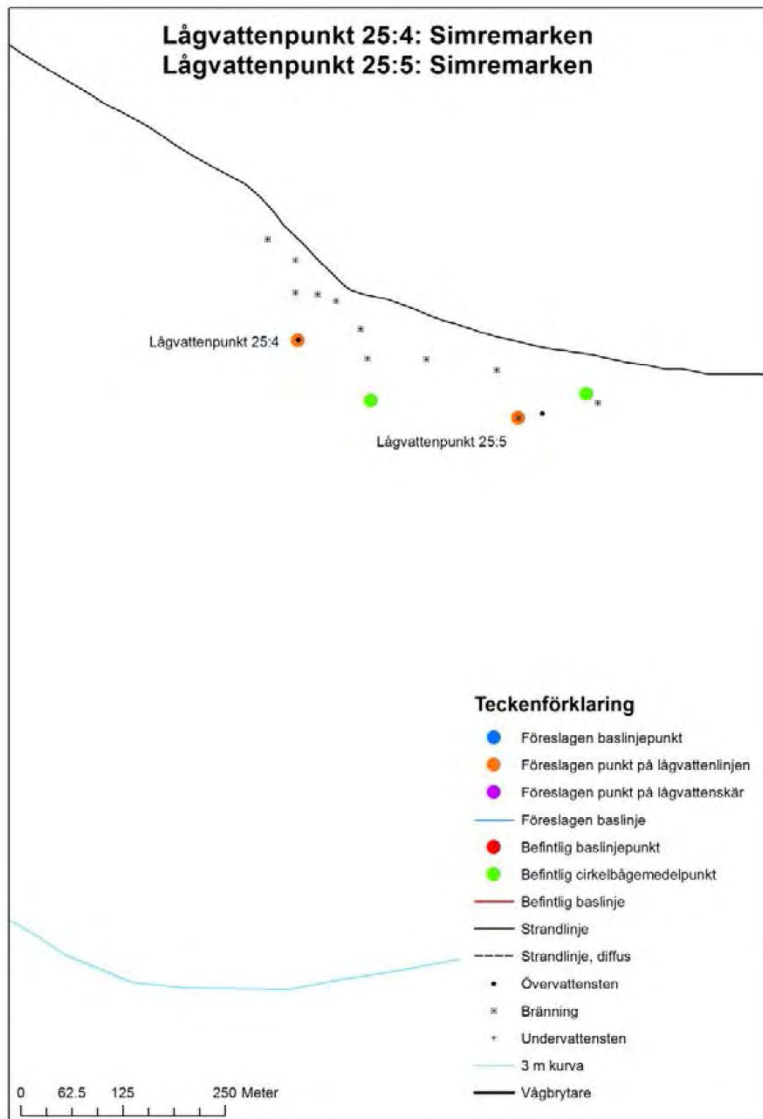 Lågvattenpunkt 25:4: Simremarken
Lågvattenpunkt 25:5: Simremarken
Lågvattenpunkt 25:4
Lågvattenpunkt 25:5
Teckenförklaring
Föreslagen baslinjepunkt
Föreslagen punkt på lågvattenlinjen
Föreslagen punkt på lågvattenskär
Föreslagen baslinje
Befintlig baslinjepunkt
Befintlig cirkelbågemedelpunkt
Befintlig baslinje
Strandlinje
Strandlinje, diffus
Övervattensten
Bränning
Undervattensten
3 m kurva
Vågbrytare
0 62.5 125 250 Meter